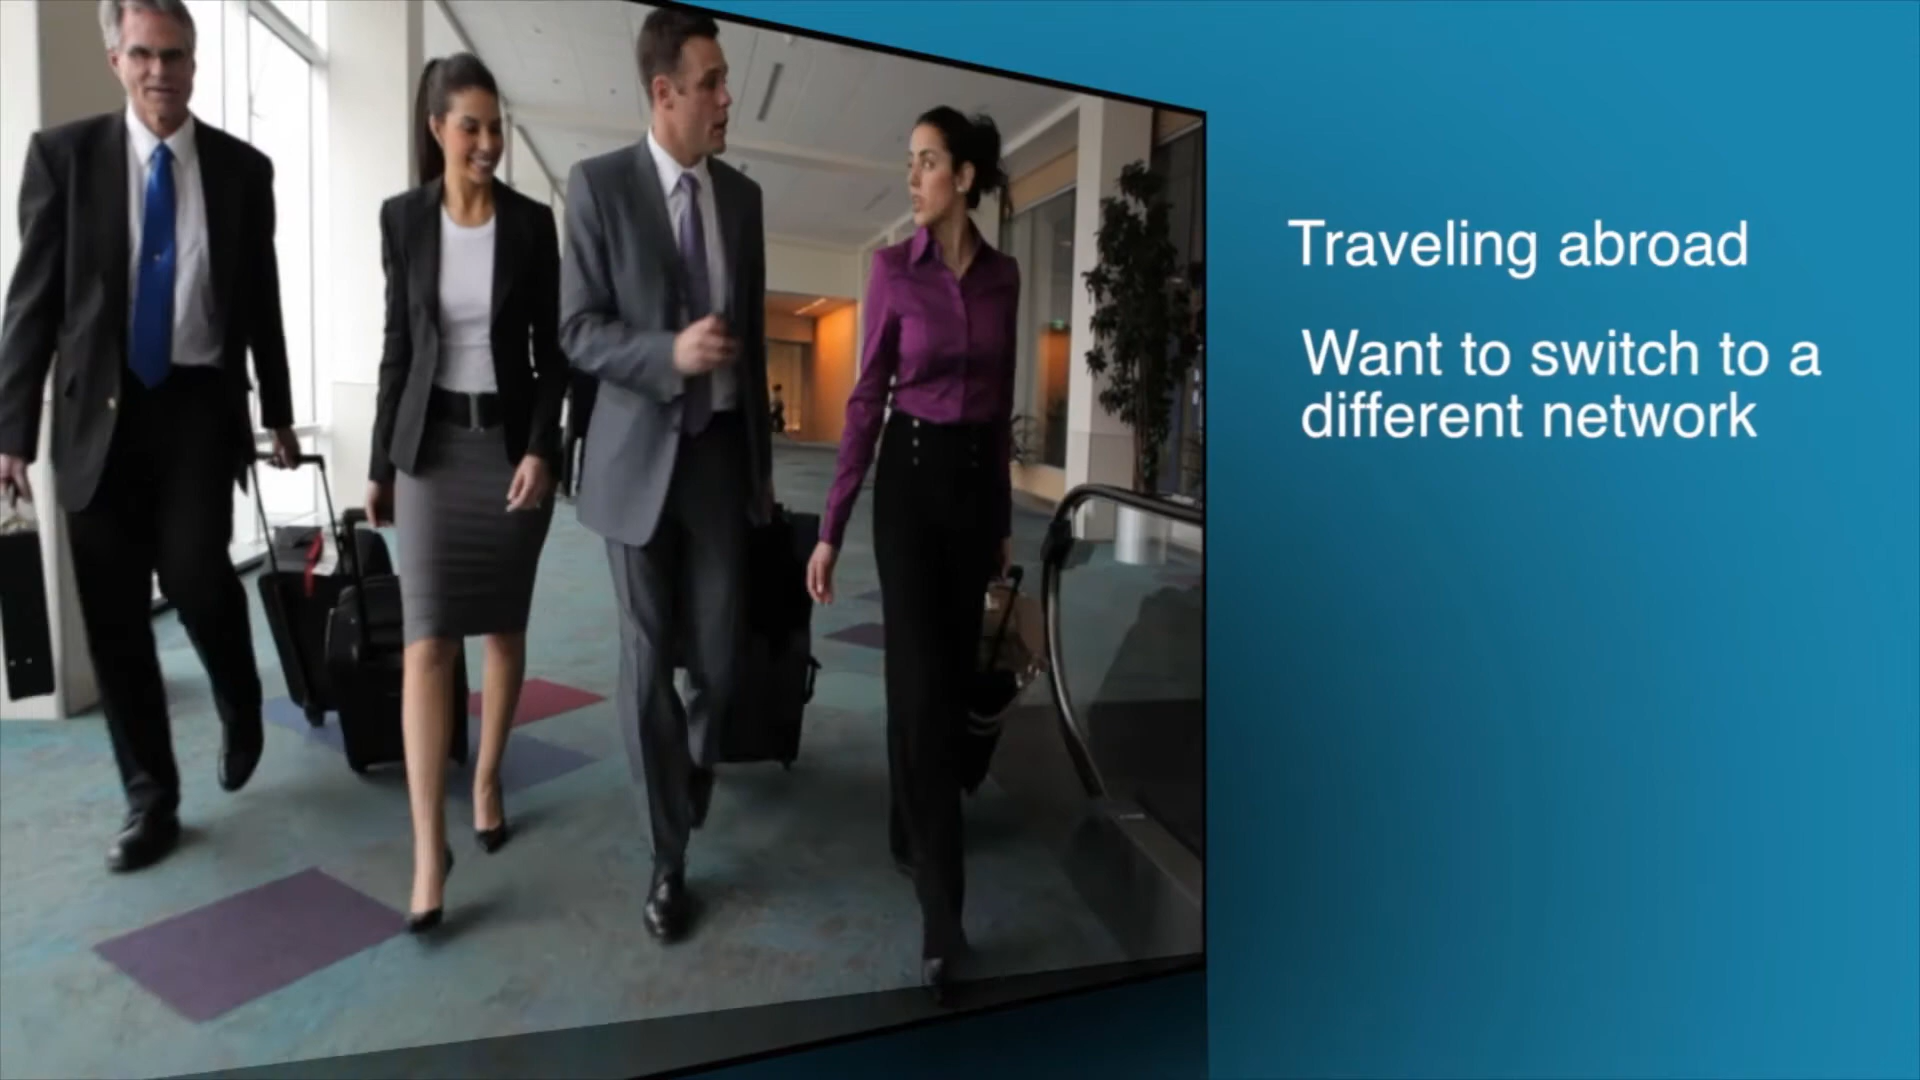 Traveling abroad
Want to switch to a
different network